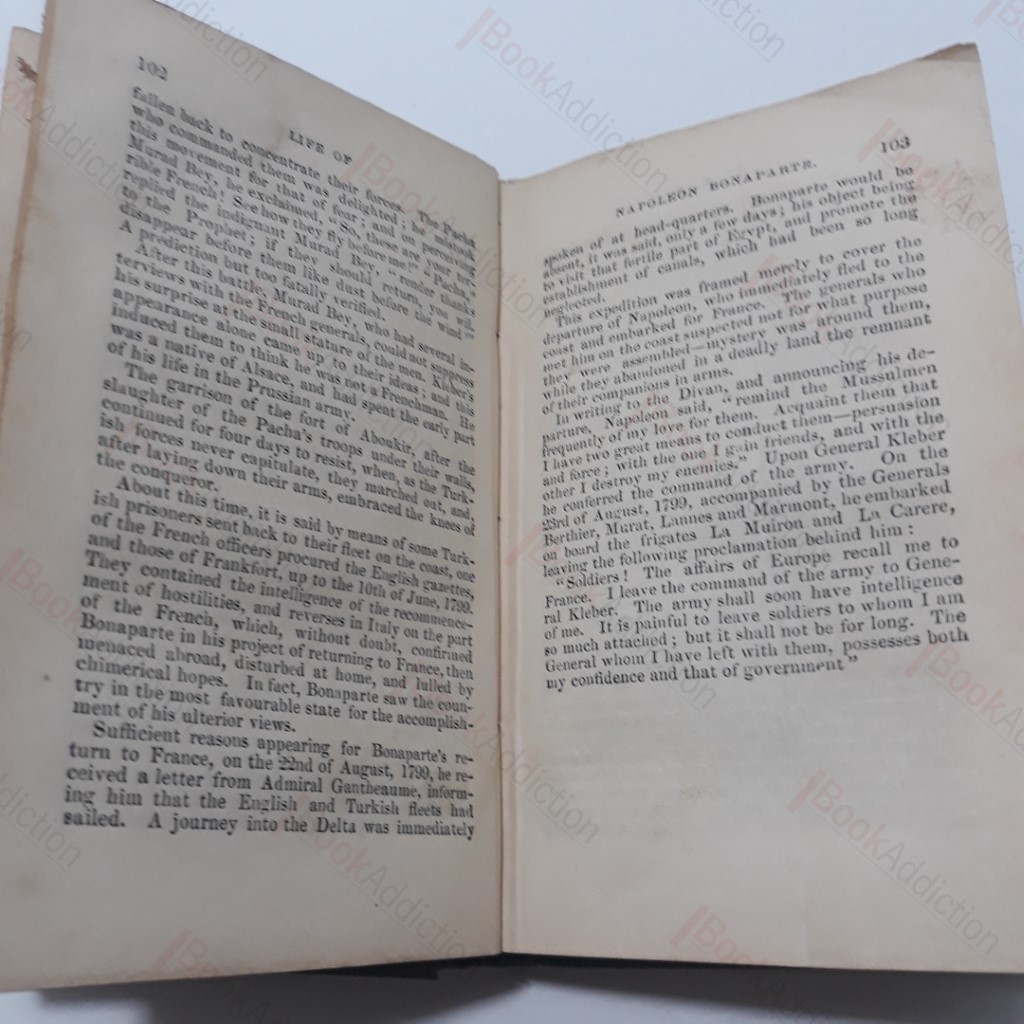 102
LIFE OF
fallen back to concentrate their forces. The Pacha
who commanded them was delighted; he mistook
this movement for that of fear; and on perceiving
Murad Bey, he exclaimed, "So, these are your ter-
rible French! See how they fly before me!" "Pacha,"
replied the indignant Murad Bey, "render thanks
to the Prophet; if they should return, you will
disappear before them like dust before the wind!"
A prediction but too fatally verified.
After this battle, Murad Bey, who had several in-
terviews with the French generals, could not suppress
his surprise at the small stature of the men. Kleber's
appearance alone came up to their ideas; and this
induced them to think he was not a Frenchman. He
was a native of Alsace, and had spent the early part
of his life in the Prussian army.
The garrison of the fort of Aboukir, after the
slaughter of the Pacha's troops under their walls,
continued for four days to resist, when, as the Turk-
ish forces never capitulate, they marched out, and,
after laying down their arms, embraced the knees of
the conqueror.
About this time, it is said by means of some Turk-
ish prisoners sent back to their fleet on the coast, one
of the French officers procured the English gazettes,
and those of Frankfort, up to the 10th of June, 1799.
They contained the intelligence of the recommence-
ment of hostilities, and reverses in Italy on the part
of the French, which, without doubt, confirmed
Bonaparte in his project of returning to France, then
menaced abroad, disturbed at home, and lulled by
chimerical hopes. In fact, Bonaparte saw the coun-
try in the most favourable state for the accomplish-
ment of his ulterior views.
Sufficient reasons appearing for Bonaparte's re-
turn to France, on the 22nd of August, 1799, he re-
ceived a letter from Admiral Gantheaume, inform-
ing him that the English and Turkish fleets had
sailed. A journey into the Delta was immediately
NAPOLEON BONAPARTE.
103
spoken of at head-quarters. Bonaparte would be
absent, it was said, only a few days; his object being
to visit that fertile part of Egypt, and promote the
establishment of canals, which had been so long
neglected.
This expedition was framed merely to cover the
departure of Napoleon, who immediately fled to the
coast and embarked for France. The generals who
met him on the coast suspected not for what purpose
they were assembled—mystery was around them,
while they abandoned in a deadly land the remnant
of their companions in arms.
In writing to the Divan, and announcing his de-
parture, Napoleon said, "remind the Mussulmen
frequently of my love for them. Acquaint them that
I have two great means to conduct them—persuasion
and force; with the one I gain friends, and with the
other I destroy my enemies." Upon General Kleber
he conferred the command of the army. On the
23rd of August, 1799, accompanied by the Generals
Berthier, Murat, Lannes and Marmont, he embarked
on board the frigates La Muiron and La Carere,
leaving the following proclamation behind him:
"Soldiers! The affairs of Europe recall me to
France. I leave the command of the army to Gene-
ral Kleber. The army shall soon have intelligence
of me. It is painful to leave soldiers to whom I am
so much attached; but it shall not be for long. The
General whom I have left with them, possesses both
my confidence and that of government"